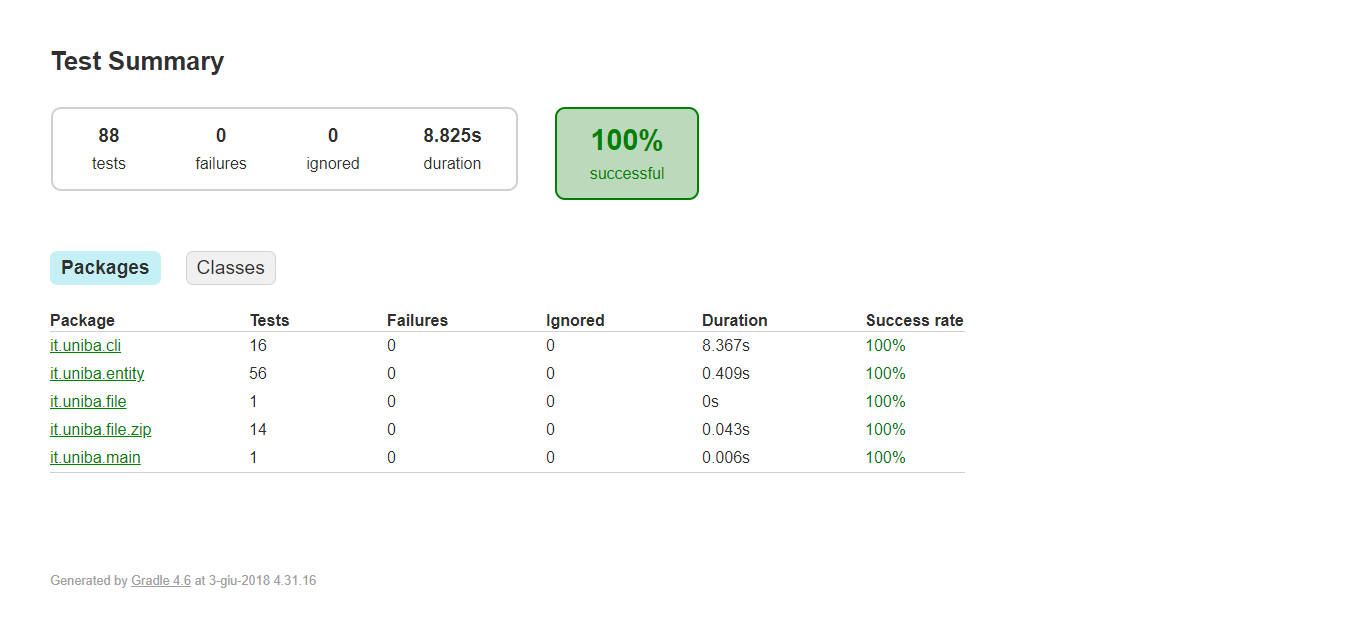 Test Summary
88 0 0 8.825s
tests failures ignored duration
100%
successful
Packages Classes
Package Tests Failures Ignored Duration Success rate
it.uniba.cli 16 0 0 8.367s 100%
it.uniba.entity 56 0 0 0.409s 100%
it.uniba.file 1 0 0 0s 100%
it.uniba.file.zip 14 0 0 0.043s 100%
it.uniba.main 1 0 0 0.006s 100%
Generated by Gradle 4.6 at 3-giu-2018 4.31.16